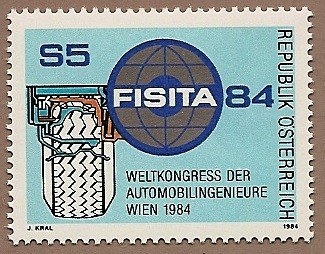 S5
FISITA 84
REPUBLIK ÖSTERREICH
WELTKONGRESS DER
AUTOMOBILINGENIEURE
WIEN 1984
J. KRAL
1984